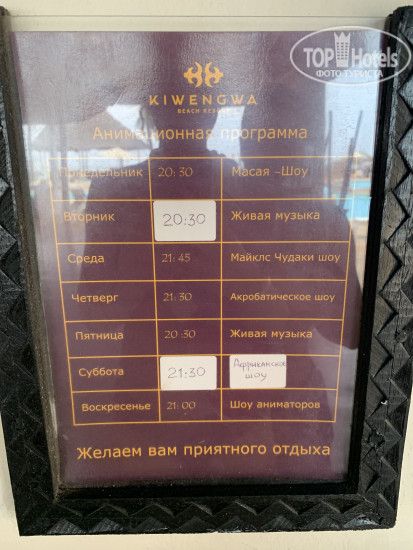 TOP Hotels
ФОТО ТУРИСТА
KIWENGWA
BEACH RESORT
Анимационная программа
Понедельник 20:30 Масая -Шоу
Вторник 20:30 Живая музыка
Среда 21:45 Майклс Чудаки шоу
Четверг 21:30 Акробатическое шоу
Пятница 20:30 Живая музыка
Суббота 21:30 Африканское
шоу
Воскресенье 21:00 Шоу аниматоров
Желаем вам приятного отдыха